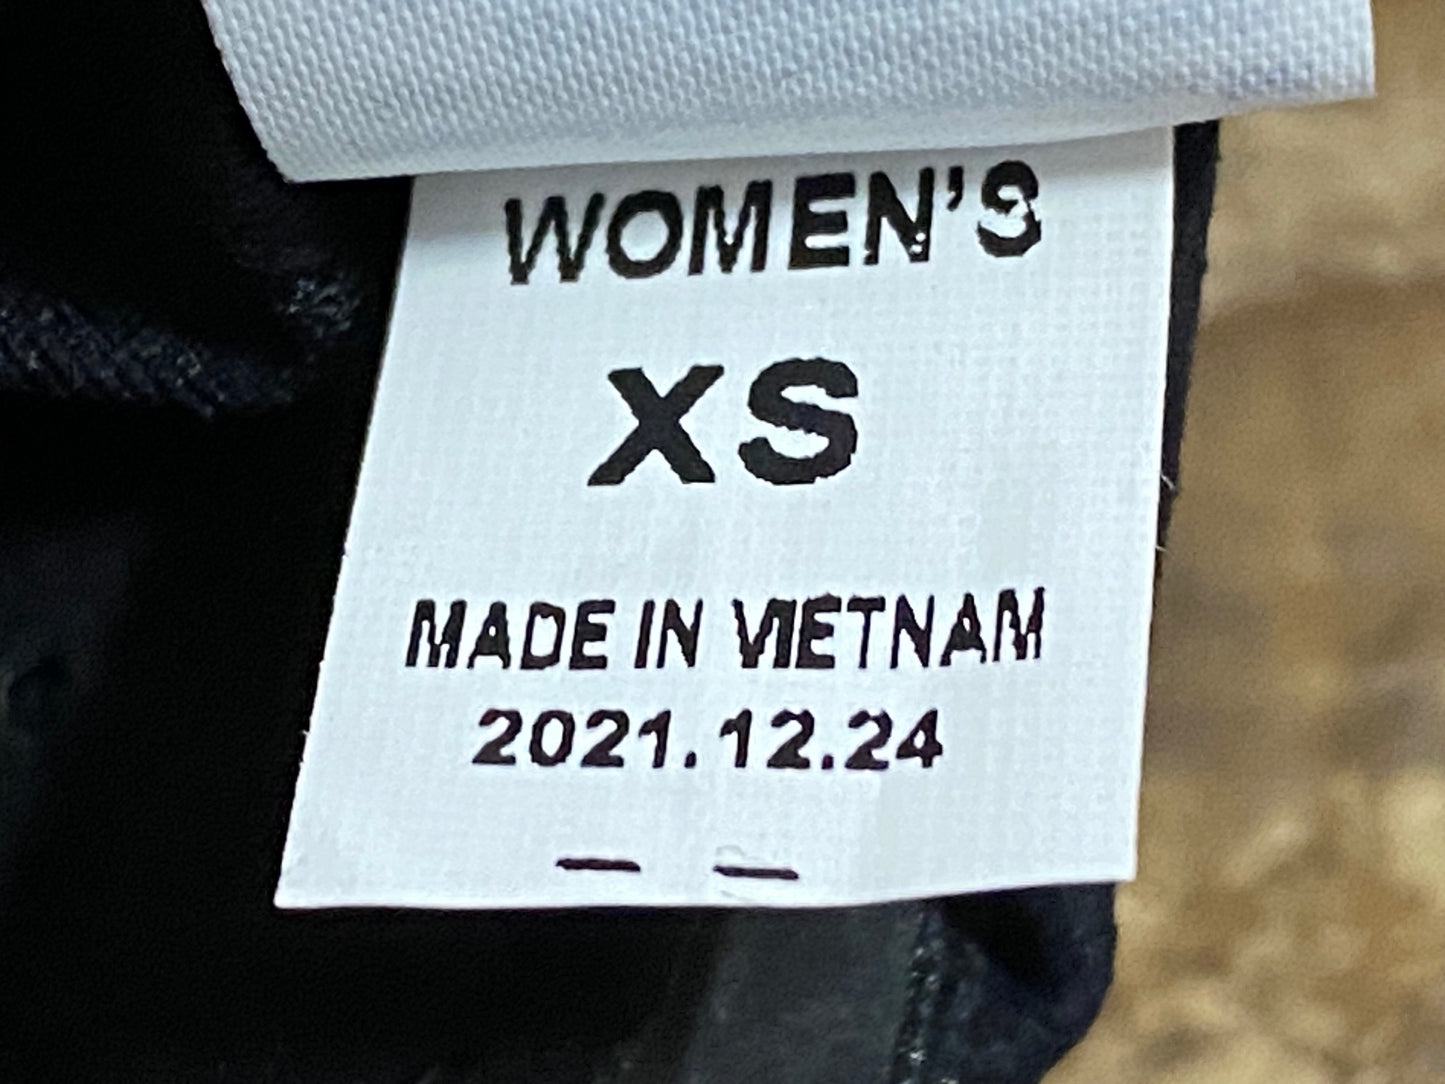 WOMEN'S
XS
MADE IN VIETNAM
2021.12.24